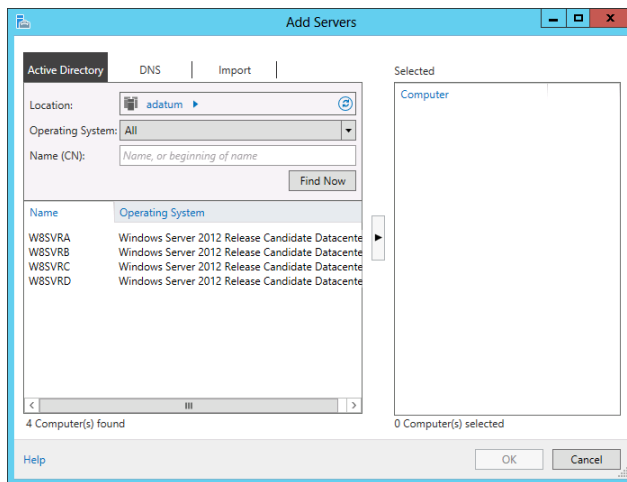 Add Servers
Active Directory
DNS
Import
Location:
adatum
Operating System:
All
Name (CN):
Name, or beginning of name
Find Now
Name
Operating System
W8SVRA
Windows Server 2012 Release Candidate Datacente
W8SVRB
Windows Server 2012 Release Candidate Datacente
W8SVRC
Windows Server 2012 Release Candidate Datacente
W8SVRD
Windows Server 2012 Release Candidate Datacente
4 Computer(s) found
Selected
Computer
0 Computer(s) selected
Help
OK
Cancel